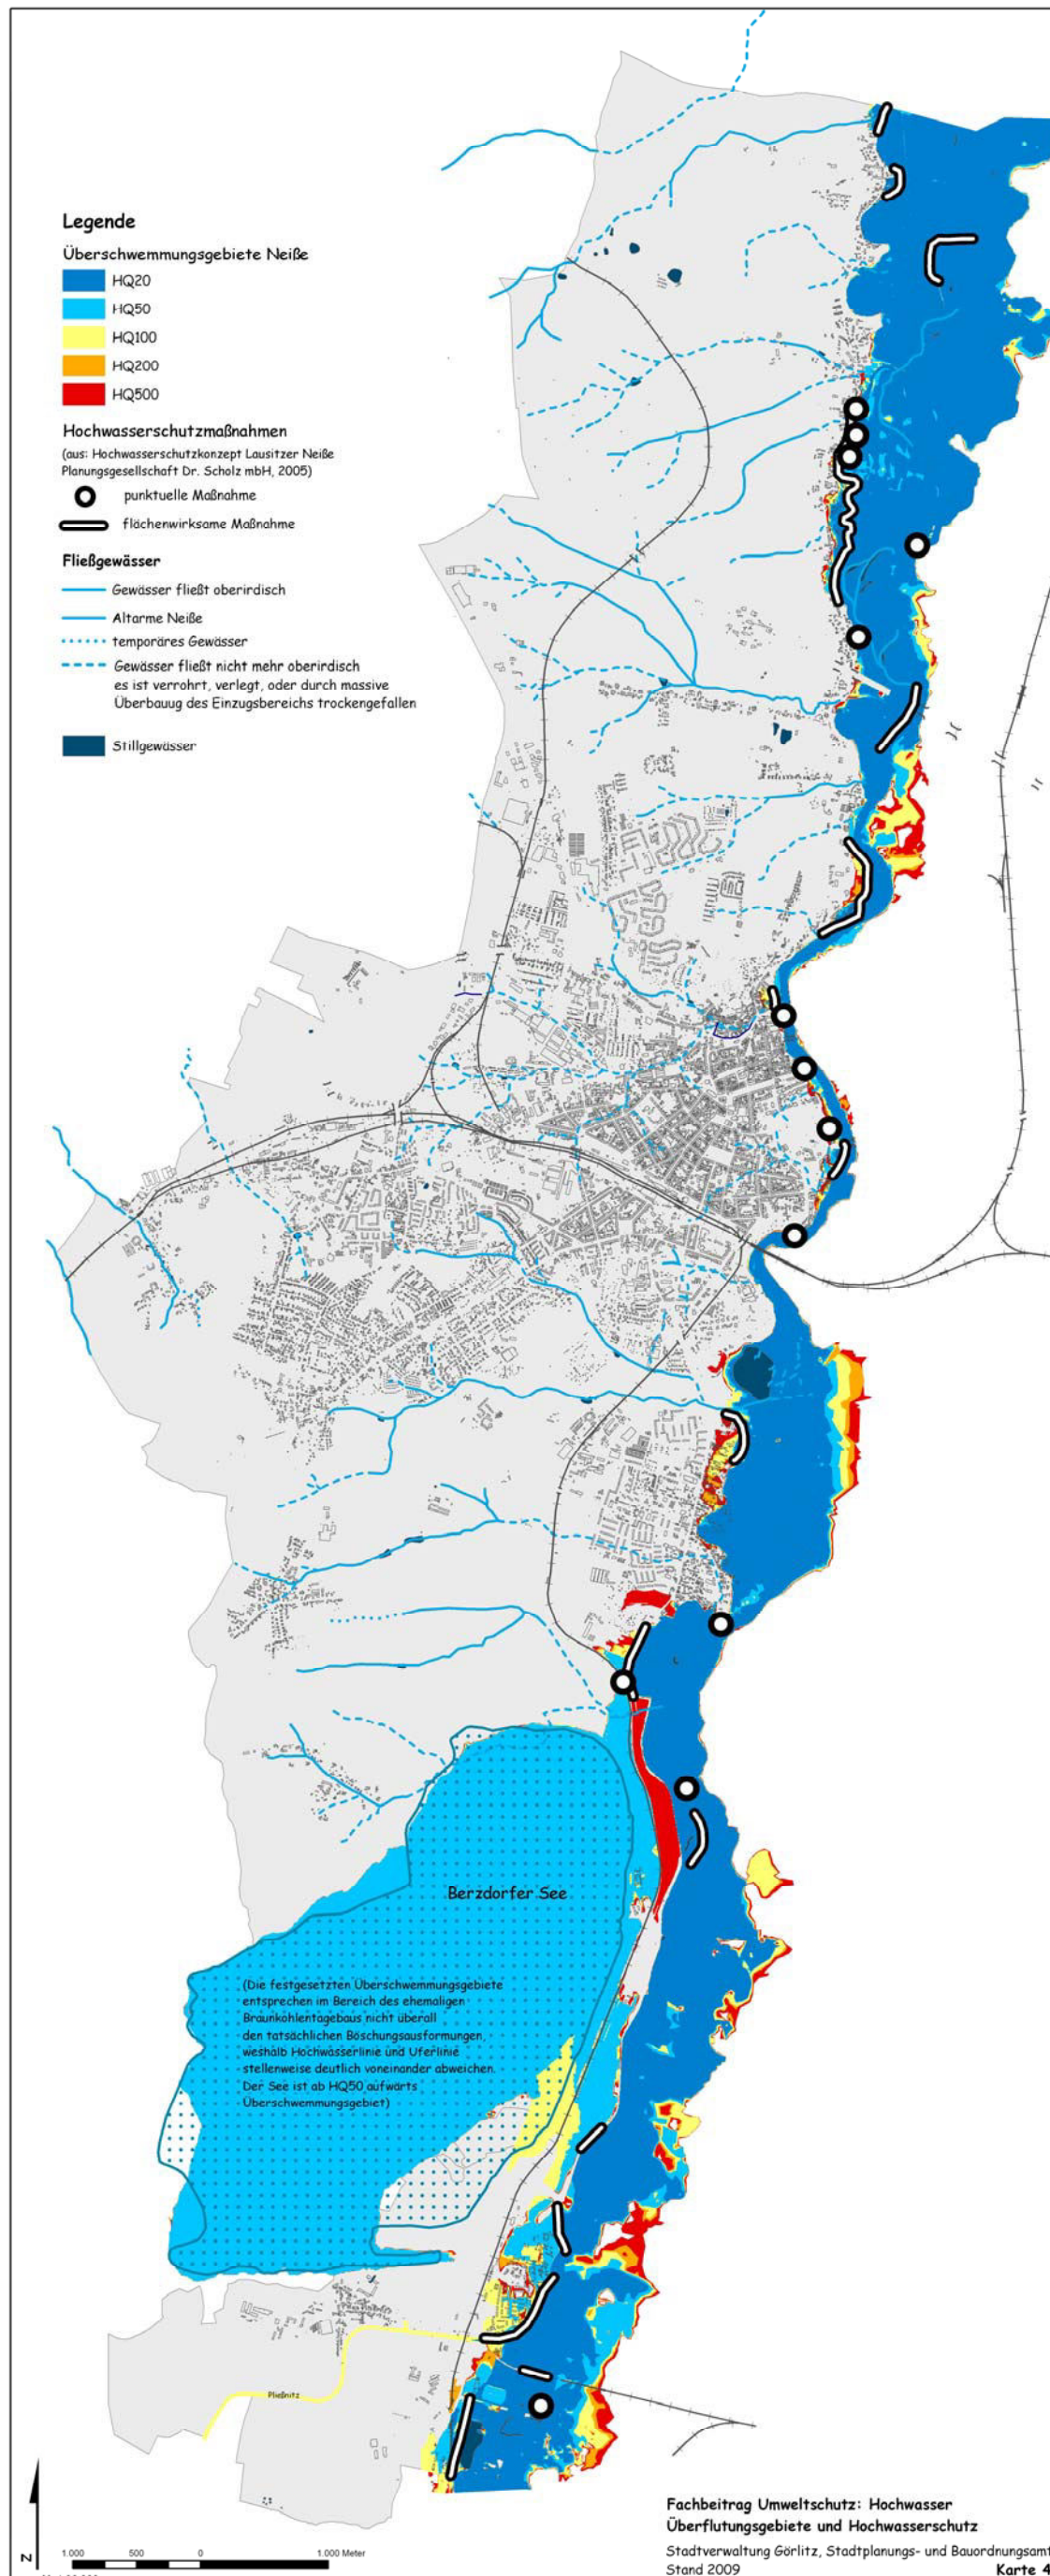 Legende
Überschwemmungsgebiete Neiße
HQ20
HQ50
HQ100
HQ200
HQ500
Hochwasserschutzmaßnahmen
(aus: Hochwasserschutzkonzept Lausitzer Neiße
Planungsgesellschaft Dr. Scholz mbH, 2005)
punktuelle Maßnahme
flächenwirksame Maßnahme
Fließgewässer
Gewässer fließt oberirdisch
Altarme Neiße
temporäres Gewässer
Gewässer fließt nicht mehr oberirdisch
es ist verrohrt, verlegt, oder durch massive
Überbauug des Einzugsbereichs trockengefallen
Stillgewässer
Berzdorfer See
(Die festgesetzten Überschwemmungsgebiete
entsprechen im Bereich des ehemaligen
Braunkohlentagebaus nicht überall
den tatsächlichen Böschungsausformungen,
weshalb Hochwasserlinie und Uferlinie
stellenweise deutlich voneinander abweichen.
Der See ist ab HQ50 aufwärts
Überschwemmungsgebiet)
Pließnitz
N
1.000 500 0 1.000 Meter
Fachbeitrag Umweltschutz: Hochwasser
Überflutungsgebiete und Hochwasserschutz
Stadtverwaltung Görlitz, Stadtplanungs- und Bauordnungsamt
Stand 2009
Karte 4